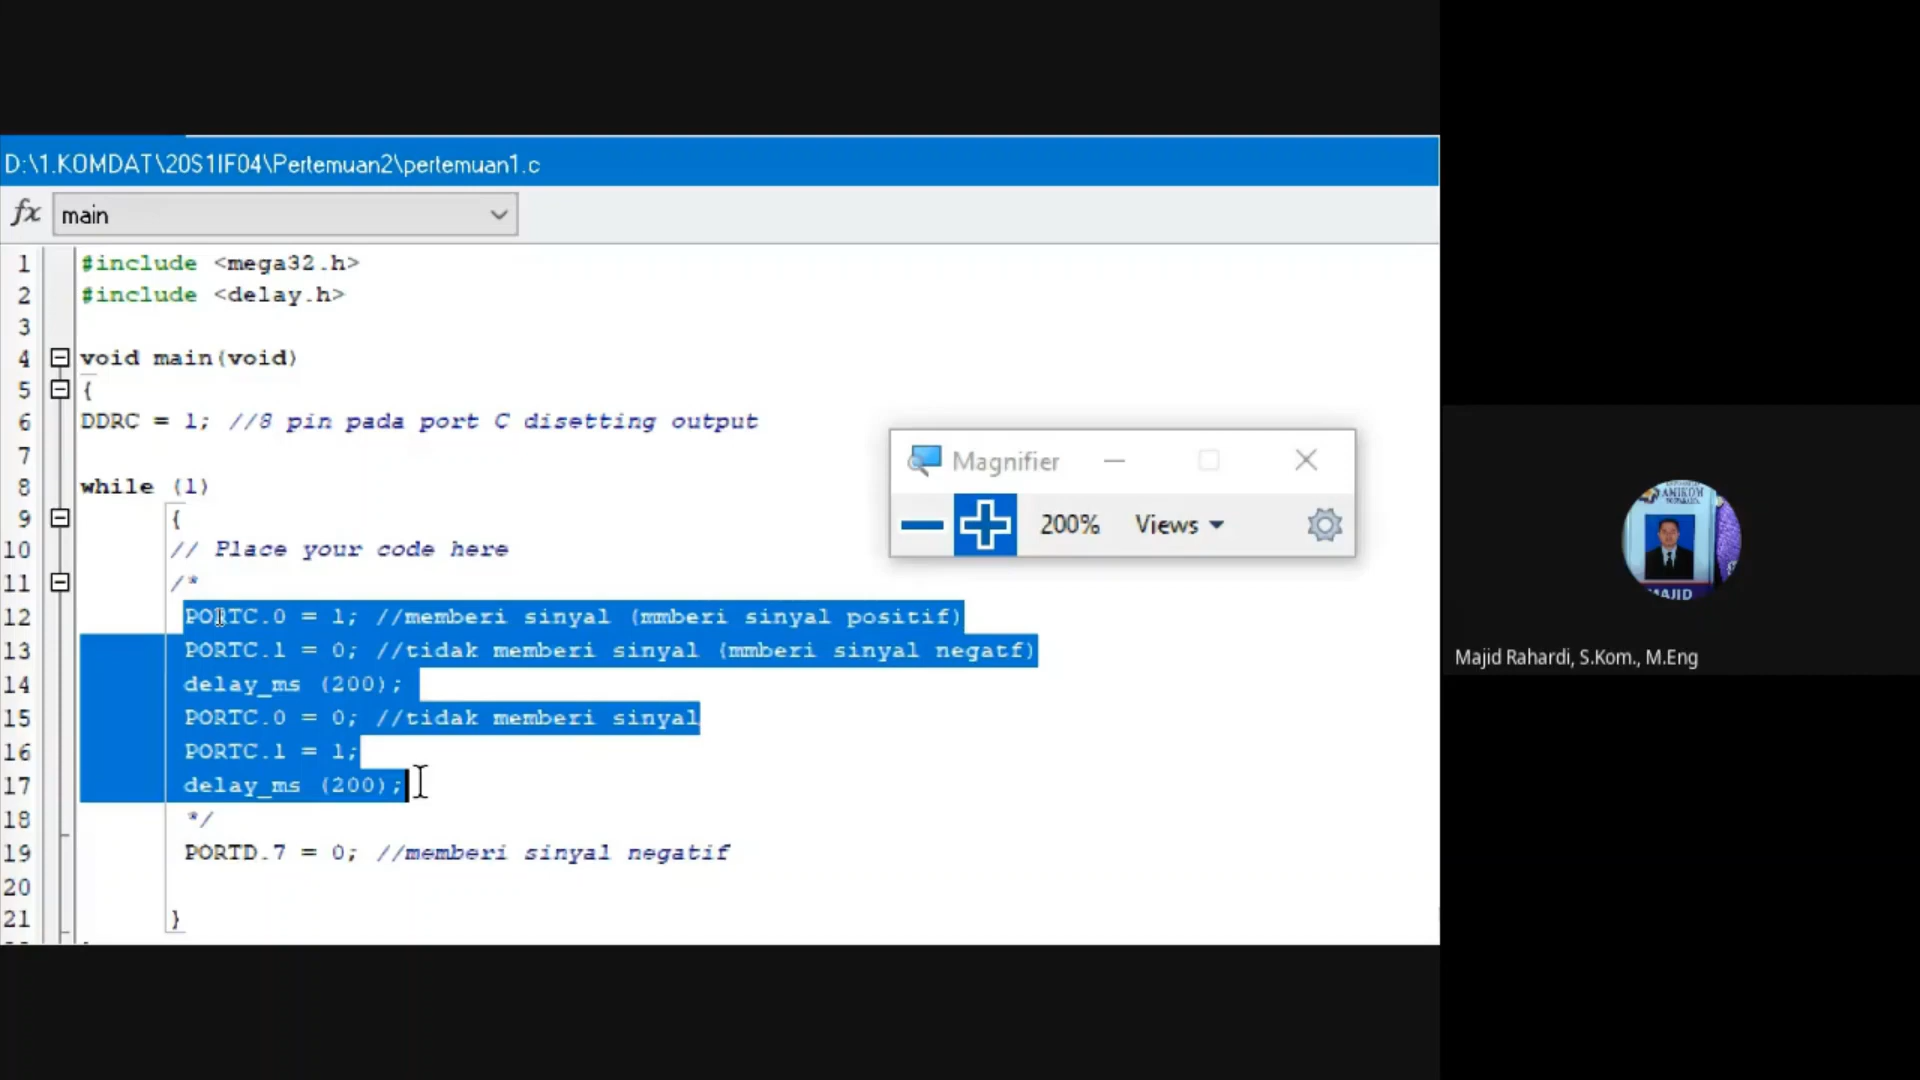 D:\1.KOMDAT\20S1IF04\Pertemuan2\pertemuan1.c
fx main
1 #include <mega32.h>
2 #include <delay.h>
3
4 void main(void)
5 {
6 DDRC = 1; //8 pin pada port C disetting output
7
8 while (1)
9 {
10 // Place your code here
11 /*
12 PORTC.0 = 1; //memberi sinyal (mmberi sinyal positif)
13 PORTC.1 = 0; //tidak memberi sinyal (mmberi sinyal negatf)
14 delay_ms (200);
15 PORTC.0 = 0; //tidak memberi sinyal
16 PORTC.1 = 1;
17 delay_ms (200);
18 */
19 PORTD.7 = 0; //memberi sinyal negatif
20
21 }
Magnifier
200% Views
AMIKOM
MAJID
Majid Rahardi, S.Kom., M.Eng